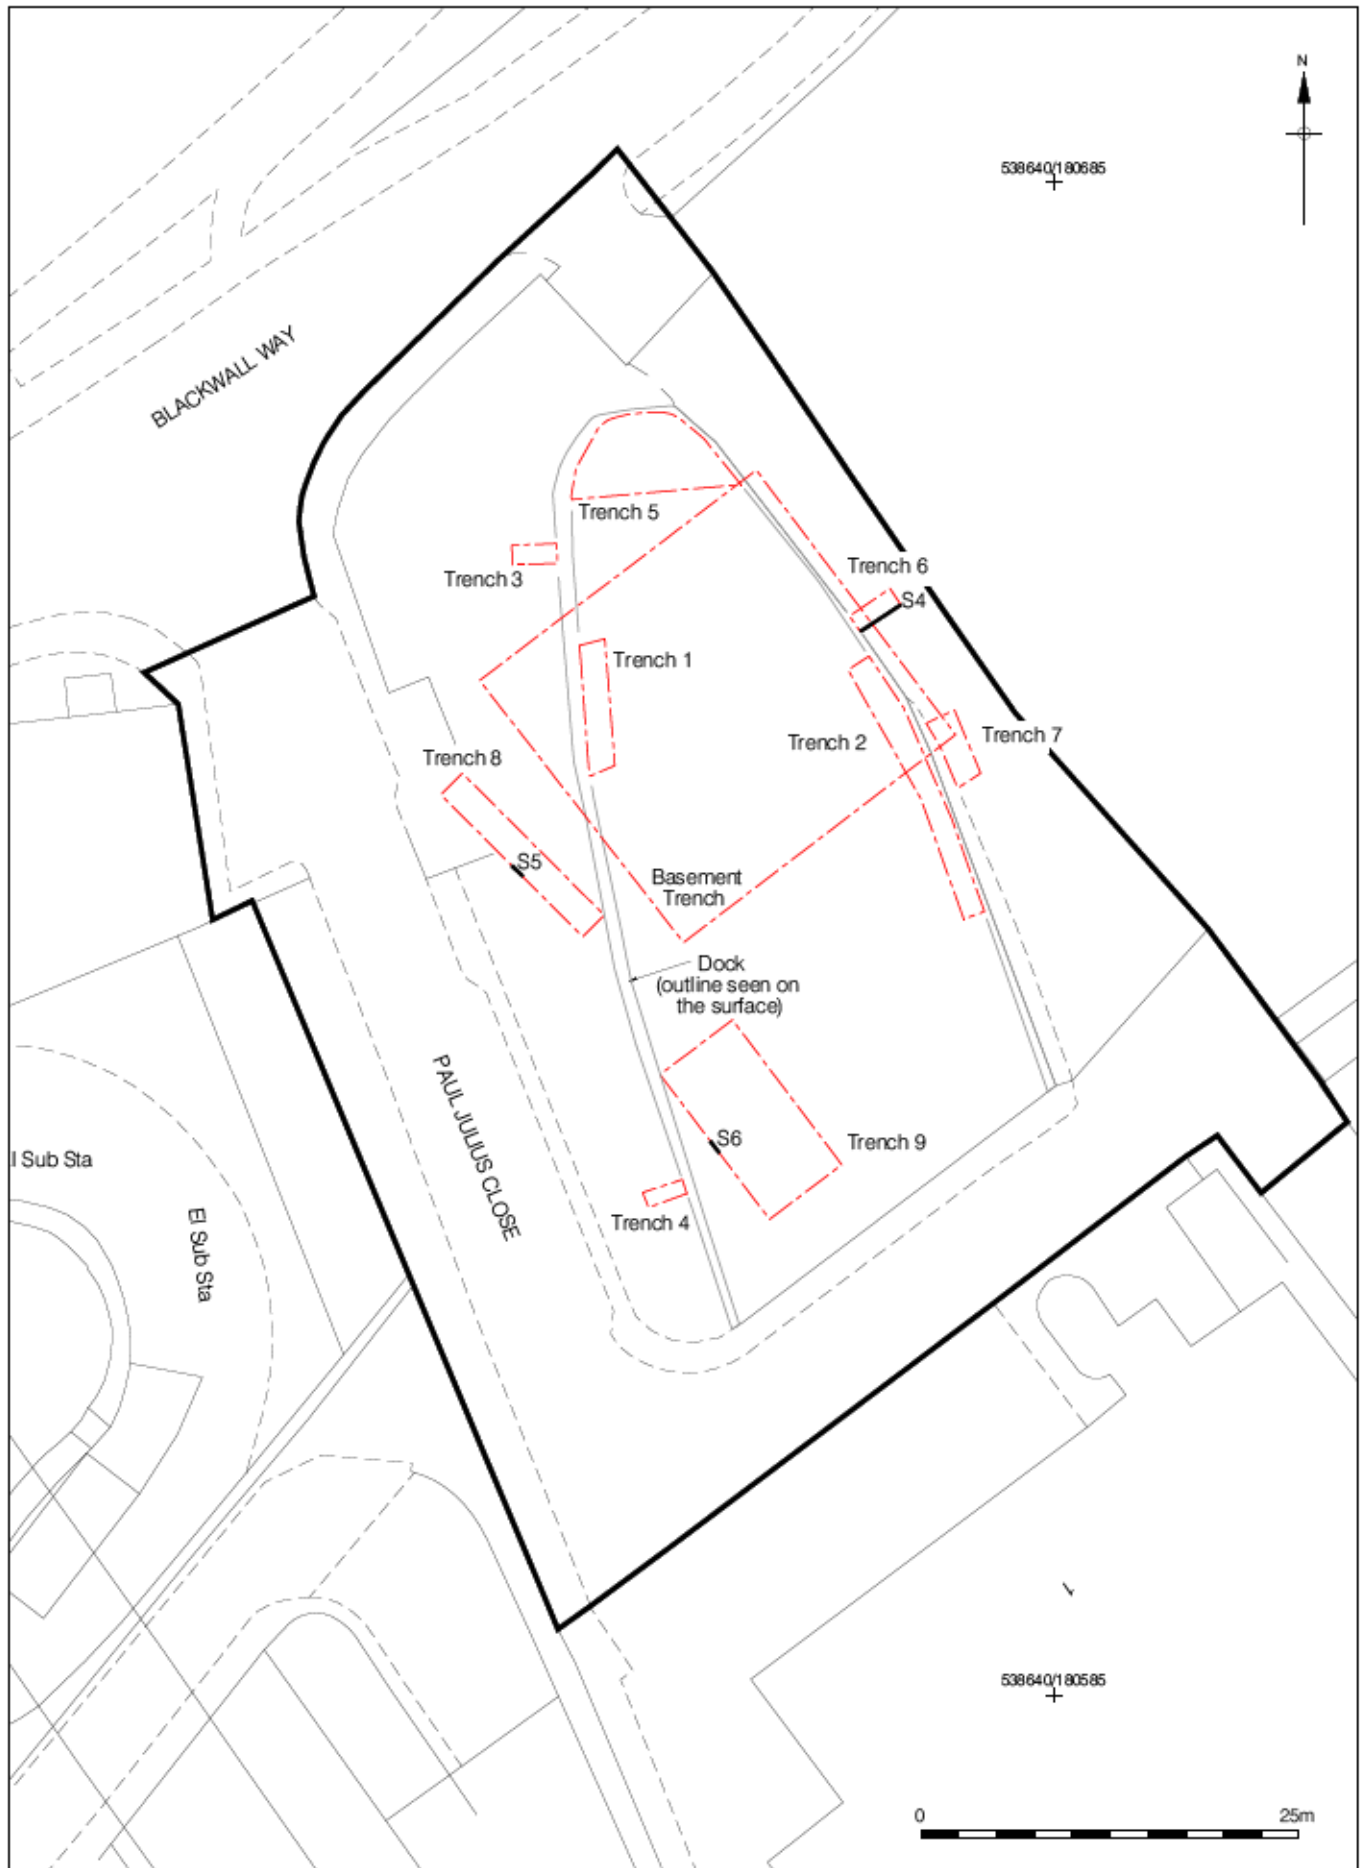 N
538640/180685
BLACKWALL WAY
Trench 5
Trench 3
Trench 6
S4
Trench 1
Trench 2
Trench 7
Trench 8
S5
Basement
Trench
Dock
(outline seen on
the surface)
PAUL JULIUS CLOSE
S6
Trench 9
Trench 4
l Sub Sta
El Sub Sta
538640/180585
0 25m